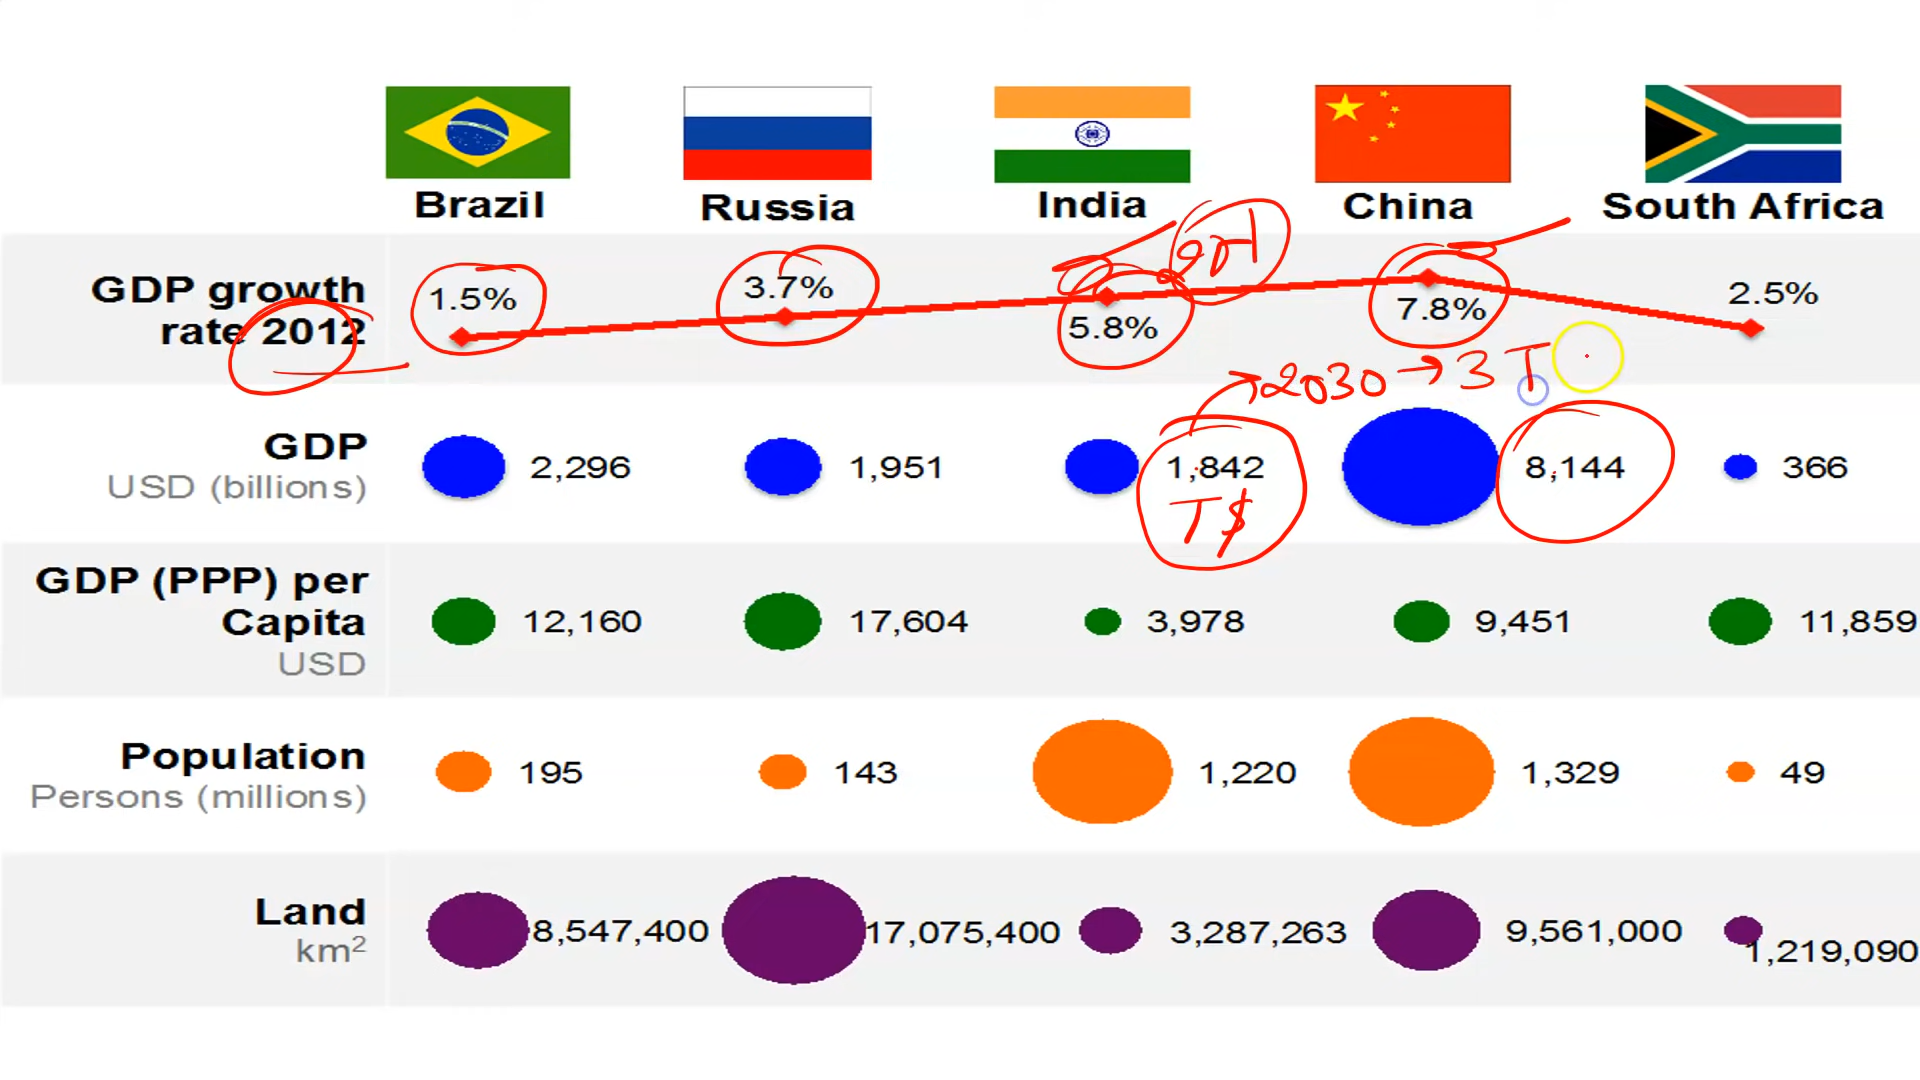 Brazil Russia India China South Africa
GDP growth rate 2012 1.5% 3.7% 5.8% 7.8% 2.5%
2030 → 3 T
GDP USD (billions) 2,296 1,951 1,842 8,144 366
T $
GDP (PPP) per Capita USD 12,160 17,604 3,978 9,451 11,859
Population Persons (millions) 195 143 1,220 1,329 49
Land km² 8,547,400 17,075,400 3,287,263 9,561,000 1,219,090